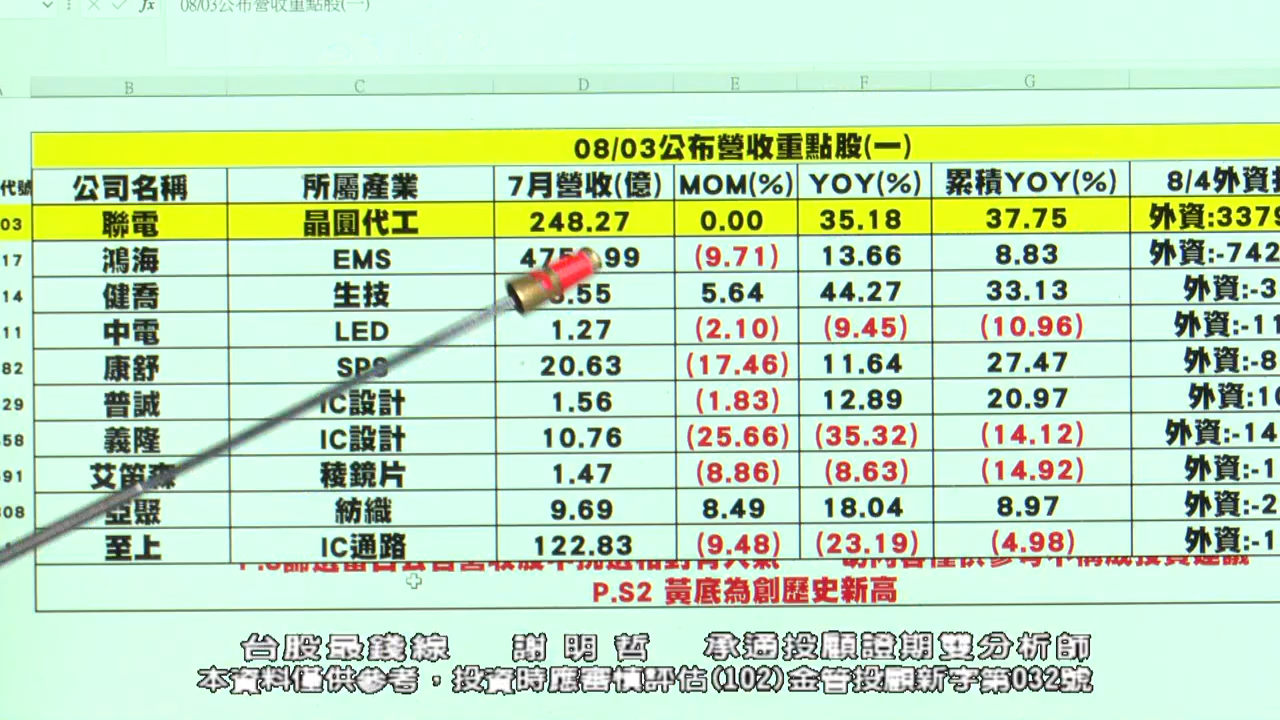 fx 08/03公布營收重點股(一)
B C D E F G
08/03公布營收重點股(一)
代號 公司名稱 所屬產業 7月營收(億) MOM(%) YOY(%) 累積YOY(%) 8/4外資
03 聯電 晶圓代工 248.27 0.00 35.18 37.75 外資:3379
17 鴻海 EMS 99 (9.71) 13.66 8.83 外資:-742
14 健喬 生技 .55 5.64 44.27 33.13 外資:-3
11 中電 LED 1.27 (2.10) (9.45) (10.96) 外資:-11
82 康舒 SPS 20.63 (17.46) 11.64 27.47 外資:-8
29 普誠 IC設計 1.56 (1.83) 12.89 20.97 外資:10
58 義隆 IC設計 10.76 (25.66) (35.32) (14.12) 外資:-14
91 艾笛森 稜鏡片 1.47 (8.86) (8.63) (14.92) 外資:-1
08 亞聚 紡織 9.69 8.49 18.04 8.97 外資:-2
至上 IC通路 122.83 (9.48) (23.19) (4.98) 外資:-1
P.S2 黃底為創歷史新高
台股最錢線 謝明哲 承通投顧證期雙分析師
本資料僅供參考，投資時應審慎評估(102)金管投顧新字第032號